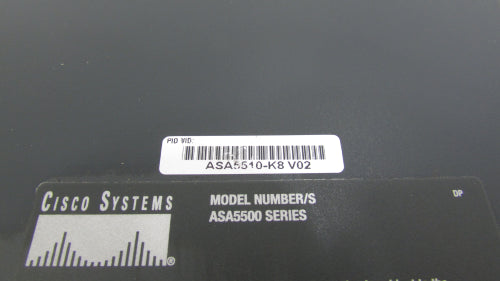 PID VID:
ASA5510-K8 V02
CISCO SYSTEMS
®
MODEL NUMBER/S
ASA5500 SERIES
DP